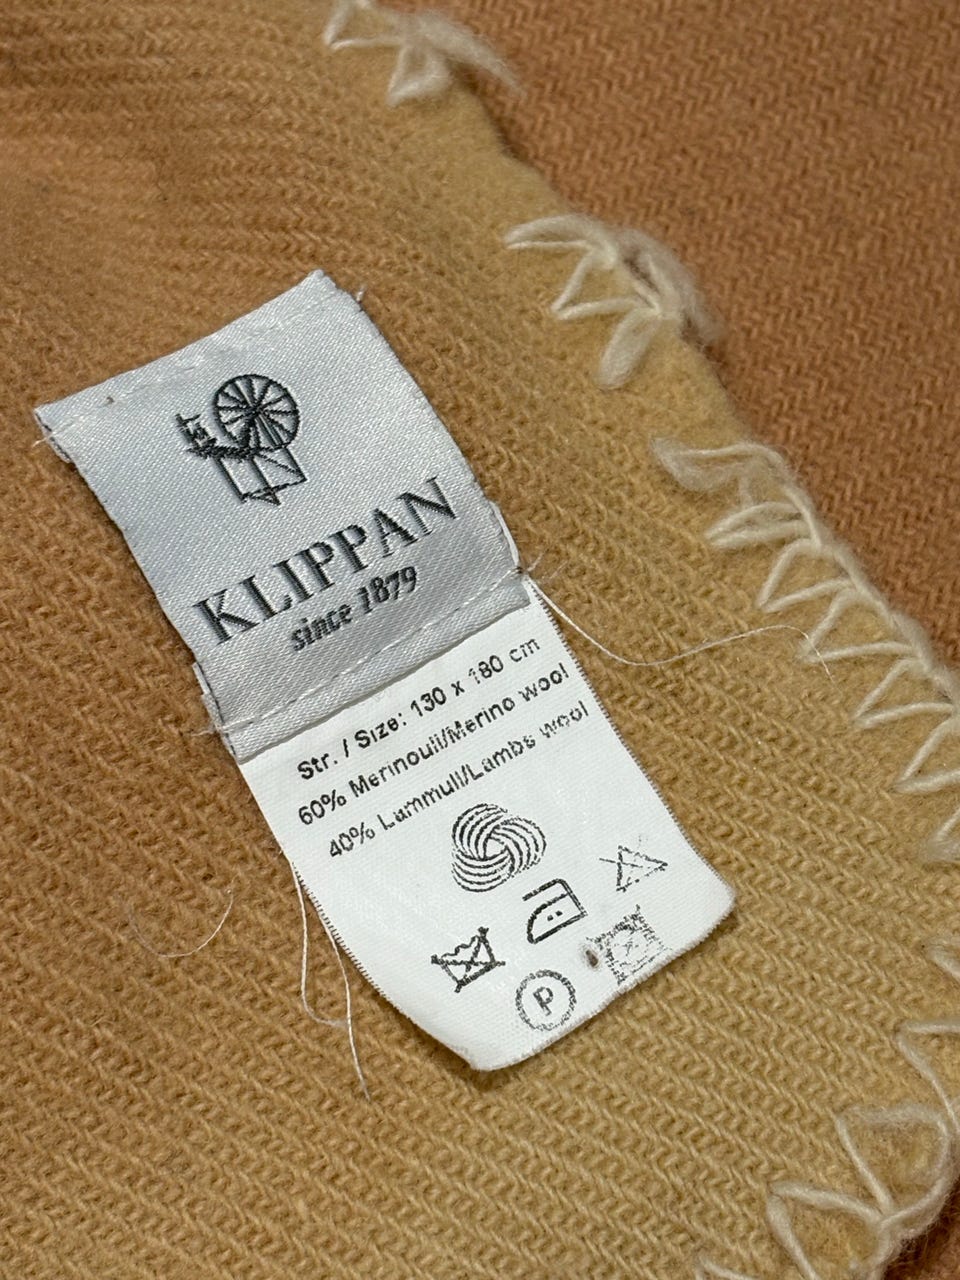 KLIPPAN
since 1879
Str. / Size: 130 x 180 cm
60% Merinoull/Merino wool
40% Lammull/Lambs wool
P